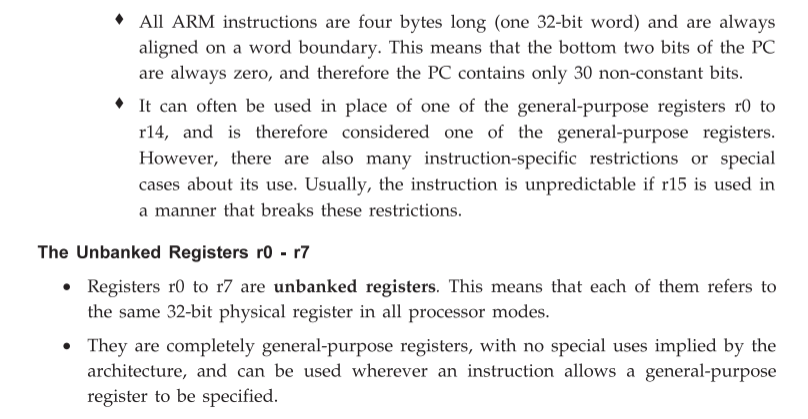 ♦ All ARM instructions are four bytes long (one 32-bit word) and are always
aligned on a word boundary. This means that the bottom two bits of the PC
are always zero, and therefore the PC contains only 30 non-constant bits.
♦ It can often be used in place of one of the general-purpose registers r0 to
r14, and is therefore considered one of the general-purpose registers.
However, there are also many instruction-specific restrictions or special
cases about its use. Usually, the instruction is unpredictable if r15 is used in
a manner that breaks these restrictions.
The Unbanked Registers r0 - r7
• Registers r0 to r7 are unbanked registers. This means that each of them refers to
the same 32-bit physical register in all processor modes.
• They are completely general-purpose registers, with no special uses implied by the
architecture, and can be used wherever an instruction allows a general-purpose
register to be specified.